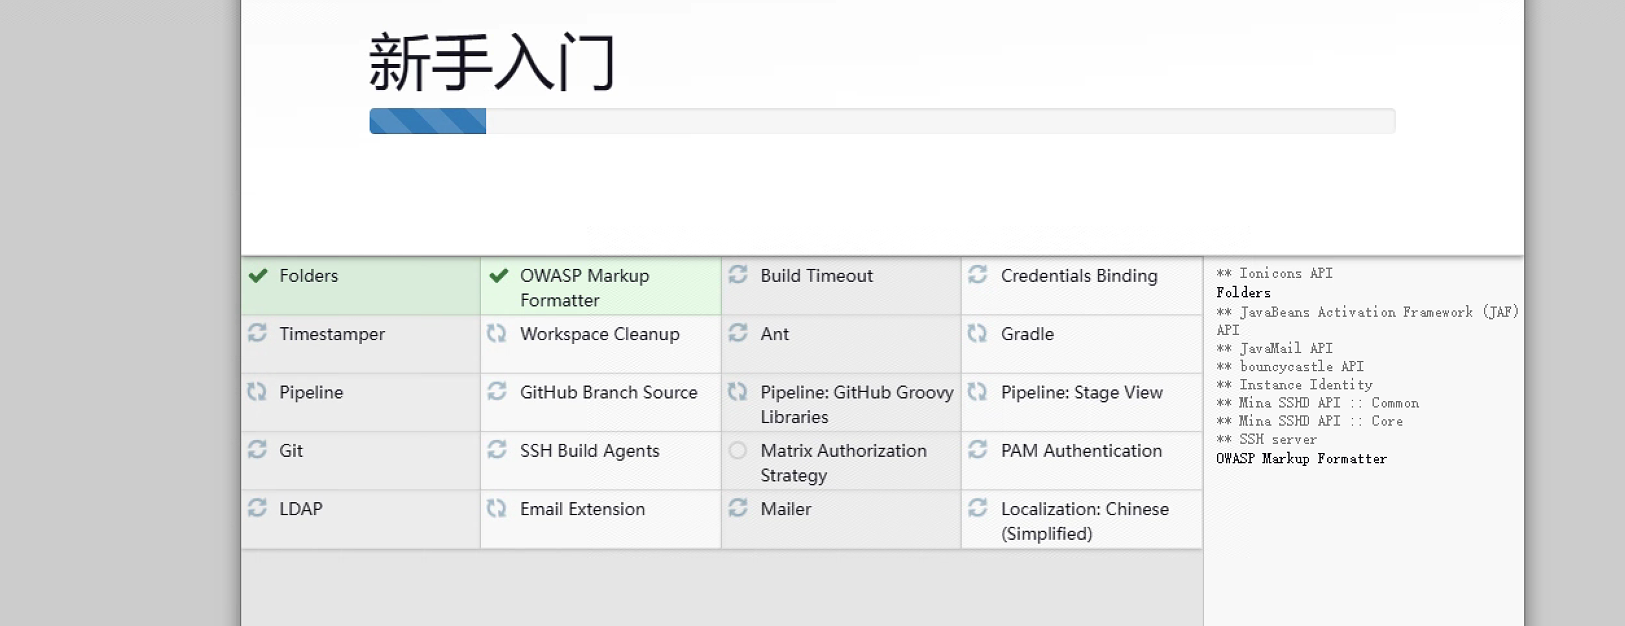 新手入门
Folders
OWASP Markup
Formatter
Build Timeout
Credentials Binding
Timestamper
Workspace Cleanup
Ant
Gradle
Pipeline
GitHub Branch Source
Pipeline: GitHub Groovy
Libraries
Pipeline: Stage View
Git
SSH Build Agents
Matrix Authorization
Strategy
PAM Authentication
LDAP
Email Extension
Mailer
Localization: Chinese
(Simplified)
** Ionicons API
Folders
** JavaBeans Activation Framework (JAF)
API
** JavaMail API
** bouncycastle API
** Instance Identity
** Mina SSHD API :: Common
** Mina SSHD API :: Core
** SSH server
OWASP Markup Formatter